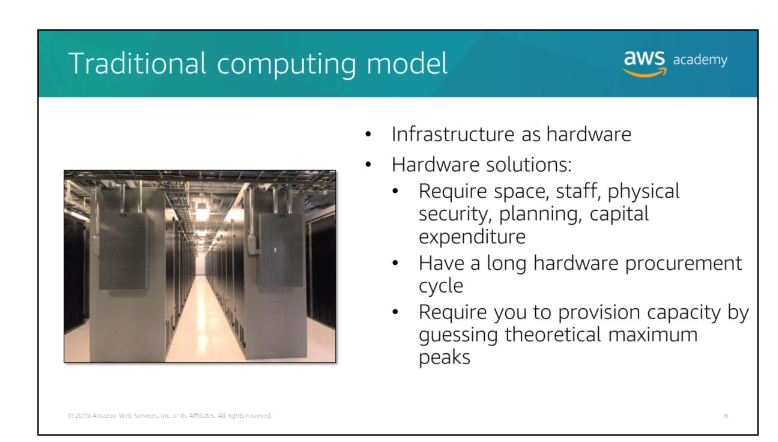 Traditional computing model
aws academy
• Infrastructure as hardware
• Hardware solutions:
• Require space, staff, physical
security, planning, capital
expenditure
• Have a long hardware procurement
cycle
• Require you to provision capacity by
guessing theoretical maximum
peaks
© 2019 Amazon Web Services, Inc. or its Affiliates. All rights reserved.
8